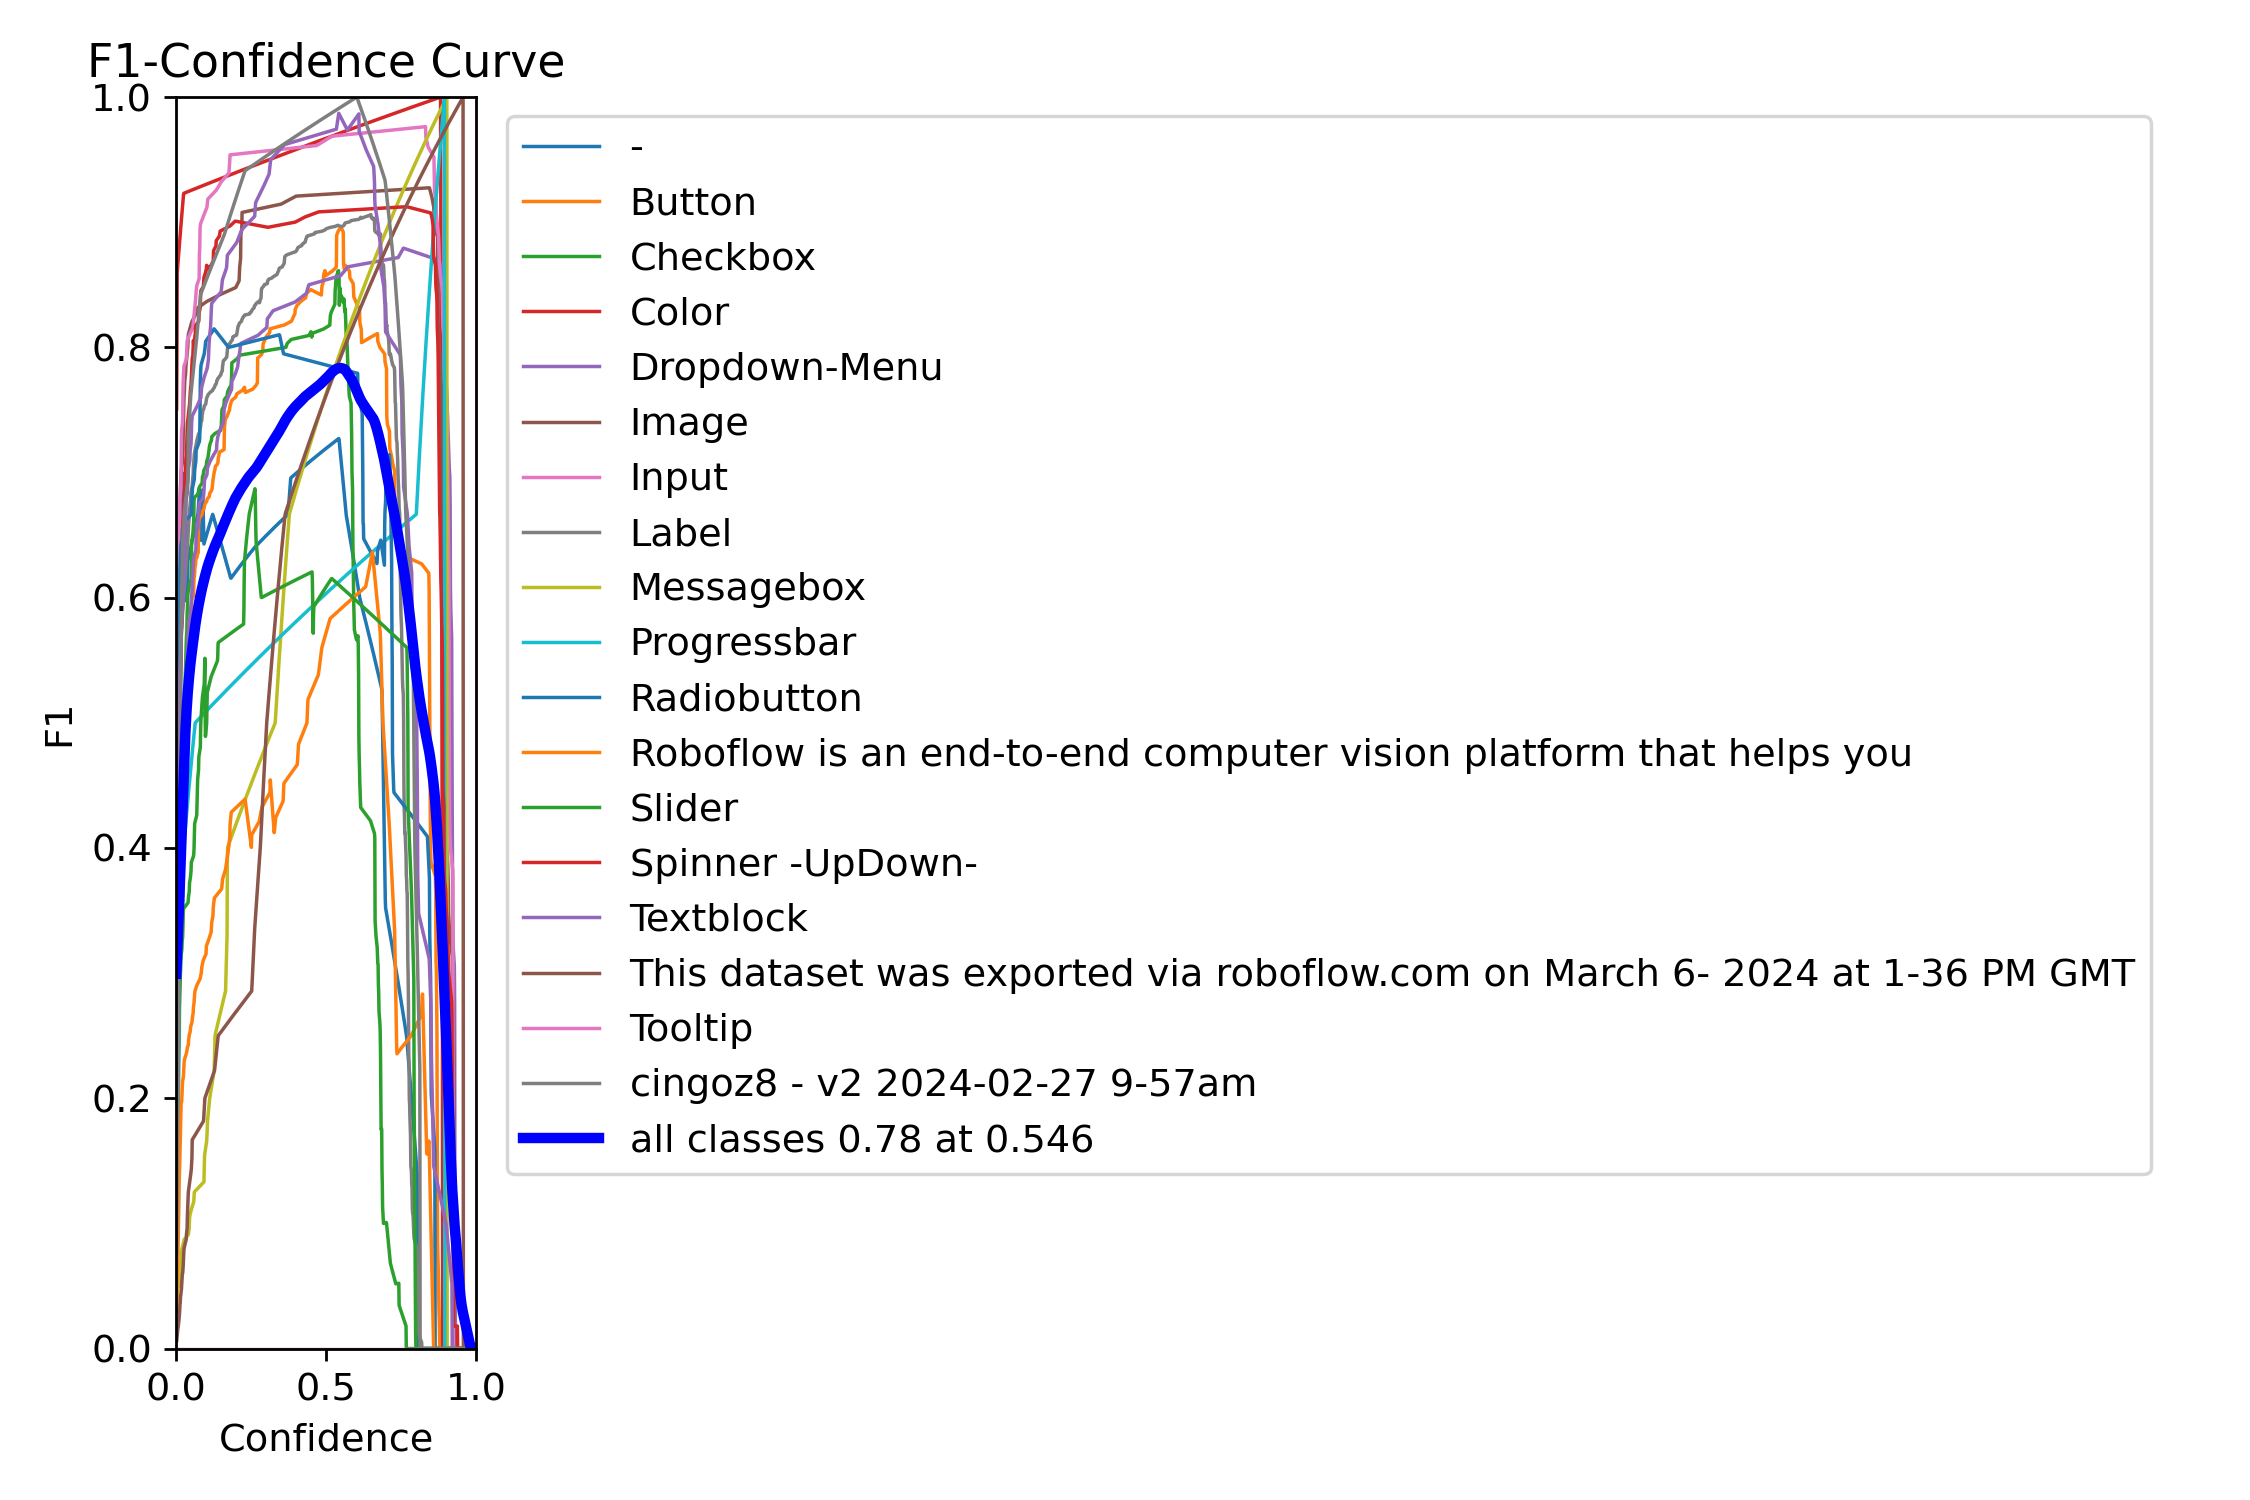 F1-Confidence Curve
1.0
0.8
0.6
0.4
0.2
0.0
F1
0.0 0.5 1.0
Confidence
-
Button
Checkbox
Color
Dropdown-Menu
Image
Input
Label
Messagebox
Progressbar
Radiobutton
Roboflow is an end-to-end computer vision platform that helps you
Slider
Spinner -UpDown-
Textblock
This dataset was exported via roboflow.com on March 6- 2024 at 1-36 PM GMT
Tooltip
cingoz8 - v2 2024-02-27 9-57am
all classes 0.78 at 0.546